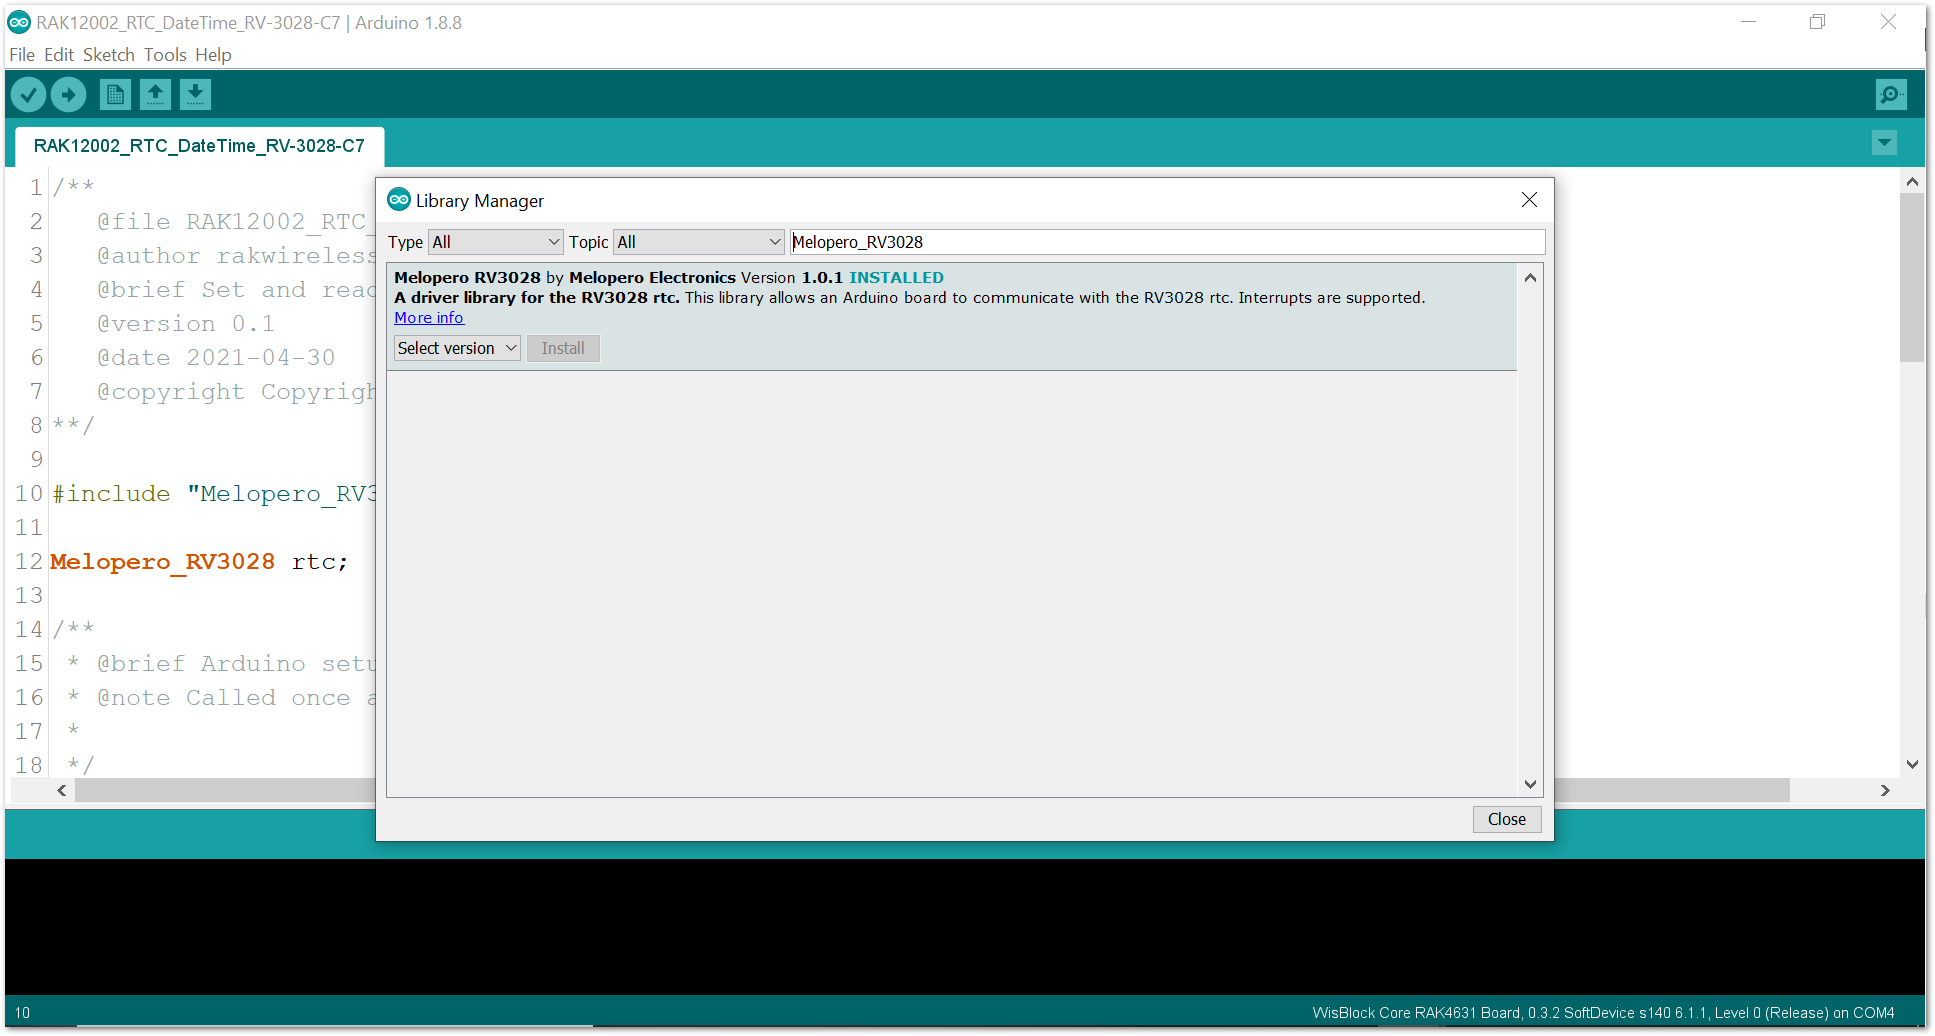 RAK12002_RTC_DateTime_RV-3028-C7 | Arduino 1.8.8
File Edit Sketch Tools Help
RAK12002_RTC_DateTime_RV-3028-C7
1 /**
2 @file RAK12002_RTC_
3 @author rakwireless
4 @brief Set and read
5 @version 0.1
6 @date 2021-04-30
7 @copyright Copyrigh
8 **/
9
10 #include "Melopero_RV3
11
12 Melopero_RV3028 rtc;
13
14 /**
15 * @brief Arduino setu
16 * @note Called once a
17 *
18 */
Library Manager
Type All Topic All Melopero_RV3028
Melopero RV3028 by Melopero Electronics Version 1.0.1 INSTALLED
A driver library for the RV3028 rtc. This library allows an Arduino board to communicate with the RV3028 rtc. Interrupts are supported.
More info
Select version Install
Close
10 WisBlock Core RAK4631 Board, 0.3.2 SoftDevice s140 6.1.1, Level 0 (Release) on COM4